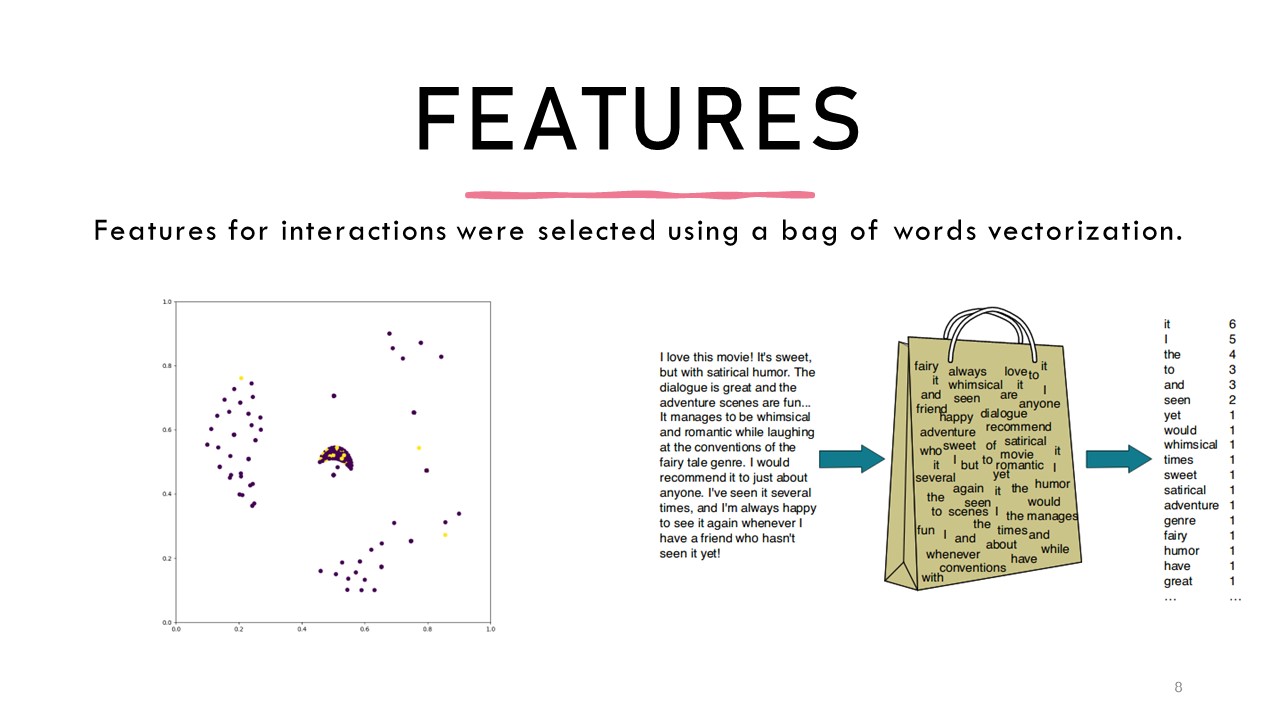 FEATURES
Features for interactions were selected using a bag of words vectorization.
1.0
0.8
0.6
0.4
0.2
0.0
0.0 0.2 0.4 0.6 0.8 1.0
I love this movie! It's sweet,
but with satirical humor. The
dialogue is great and the
adventure scenes are fun...
It manages to be whimsical
and romantic while laughing
at the conventions of the
fairy tale genre. I would
recommend it to just about
anyone. I've seen it several
times, and I'm always happy
to see it again whenever I
have a friend who hasn't
seen it yet!
fairy always love to it
it whimsical it I
and seen are anyone
friend happy dialogue
adventure recommend
who sweet of satirical
it I but to movie romantic it I
several yet
again it the humor
the seen would
to scenes I the manages
fun I and the times and
about while
whenever have
conventions
with
it 6
I 5
the 4
to 3
and 3
seen 2
yet 1
would 1
whimsical 1
times 1
sweet 1
satirical 1
adventure 1
genre 1
fairy 1
humor 1
have 1
great 1
... ...
8